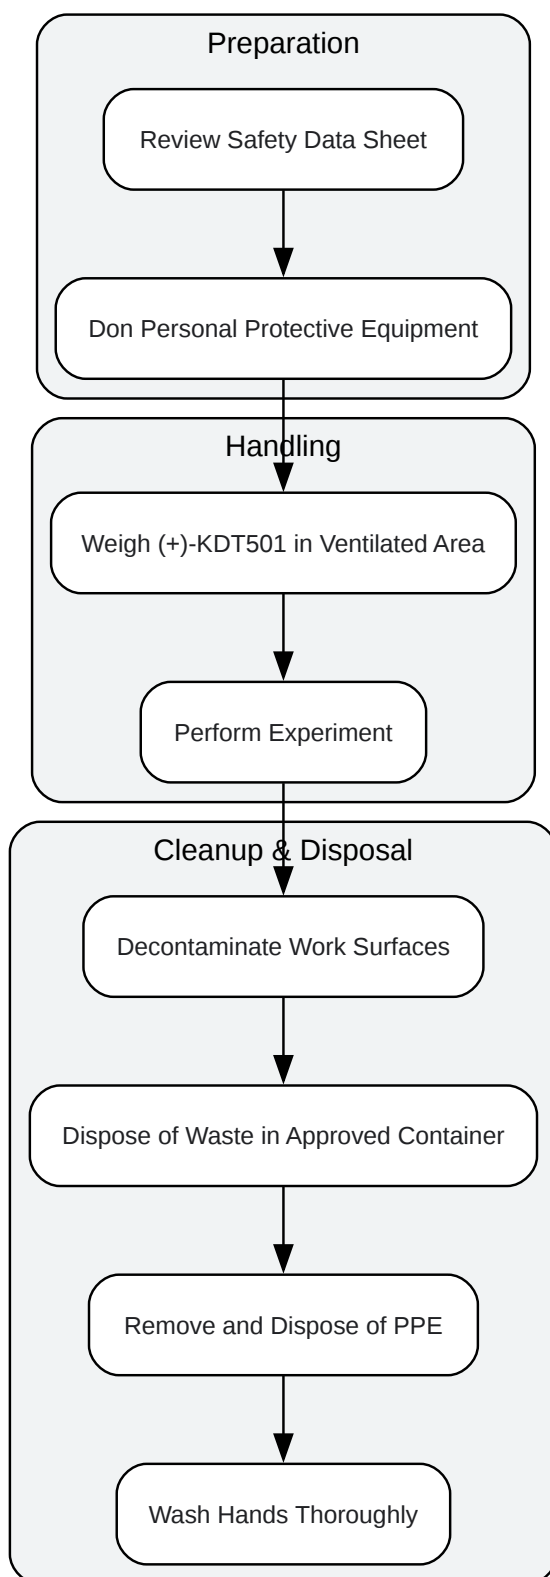 Preparation
Review Safety Data Sheet
Don Personal Protective Equipment
Handling
Weigh (+)-KDT501 in Ventilated Area
Perform Experiment
Cleanup & Disposal
Decontaminate Work Surfaces
Dispose of Waste in Approved Container
Remove and Dispose of PPE
Wash Hands Thoroughly